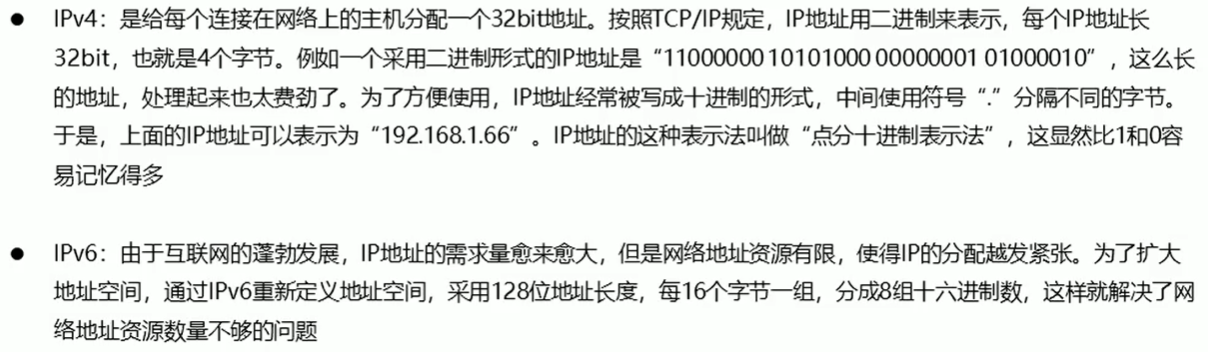 ● IPv4：是给每个连接在网络上的主机分配一个32bit地址。按照TCP/IP规定，IP地址用二进制来表示，每个IP地址长
32bit，也就是4个字节。例如一个采用二进制形式的IP地址是“11000000 10101000 00000001 01000010”，这么长
的地址，处理起来也太费劲了。为了方便使用，IP地址经常被写成十进制的形式，中间使用符号“.”分隔不同的字节。
于是，上面的IP地址可以表示为“192.168.1.66”。IP地址的这种表示法叫做“点分十进制表示法”，这显然比1和0容
易记忆得多
● IPv6：由于互联网的蓬勃发展，IP地址的需求量愈来愈大，但是网络地址资源有限，使得IP的分配越发紧张。为了扩大
地址空间，通过IPv6重新定义地址空间，采用128位地址长度，每16个字节一组，分成8组十六进制数，这样就解决了网
络地址资源数量不够的问题